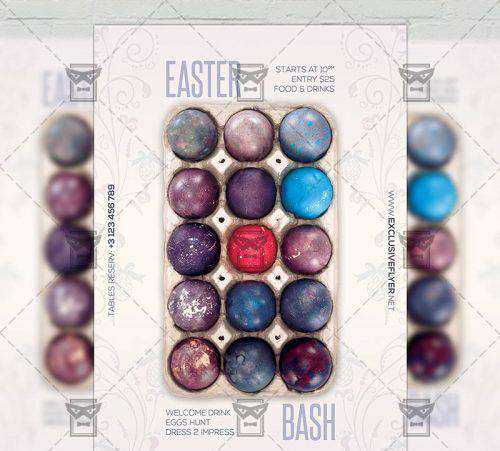 EASTER
STARTS AT 10PM
ENTRY $25
FOOD & DRINKS
TABLES RESERV: +3 123 456 789
WWW.EXCLUSIVEFLYER.NET
WELCOME DRINK
EGGS HUNT
DRESS 2 IMPRESS
BASH